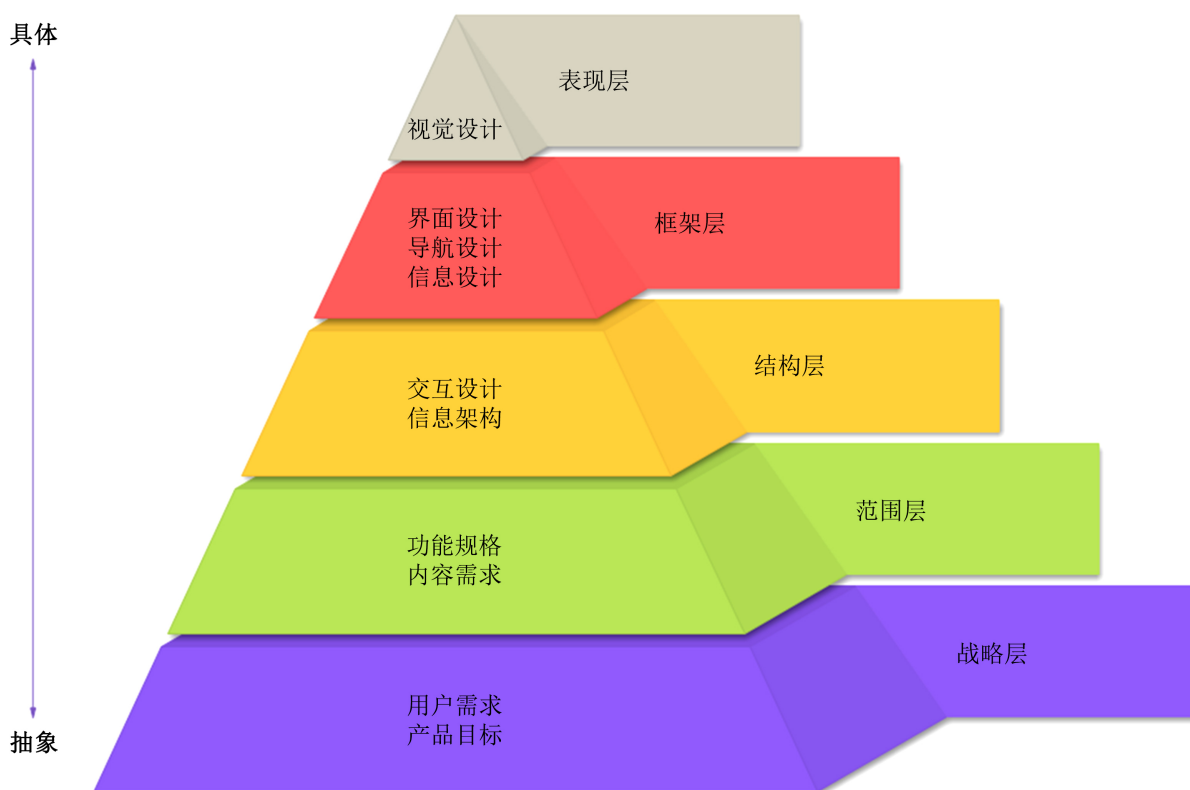 具体
表现层
视觉设计
界面设计
导航设计
信息设计
框架层
交互设计
信息架构
结构层
功能规格
内容需求
范围层
用户需求
产品目标
战略层
抽象